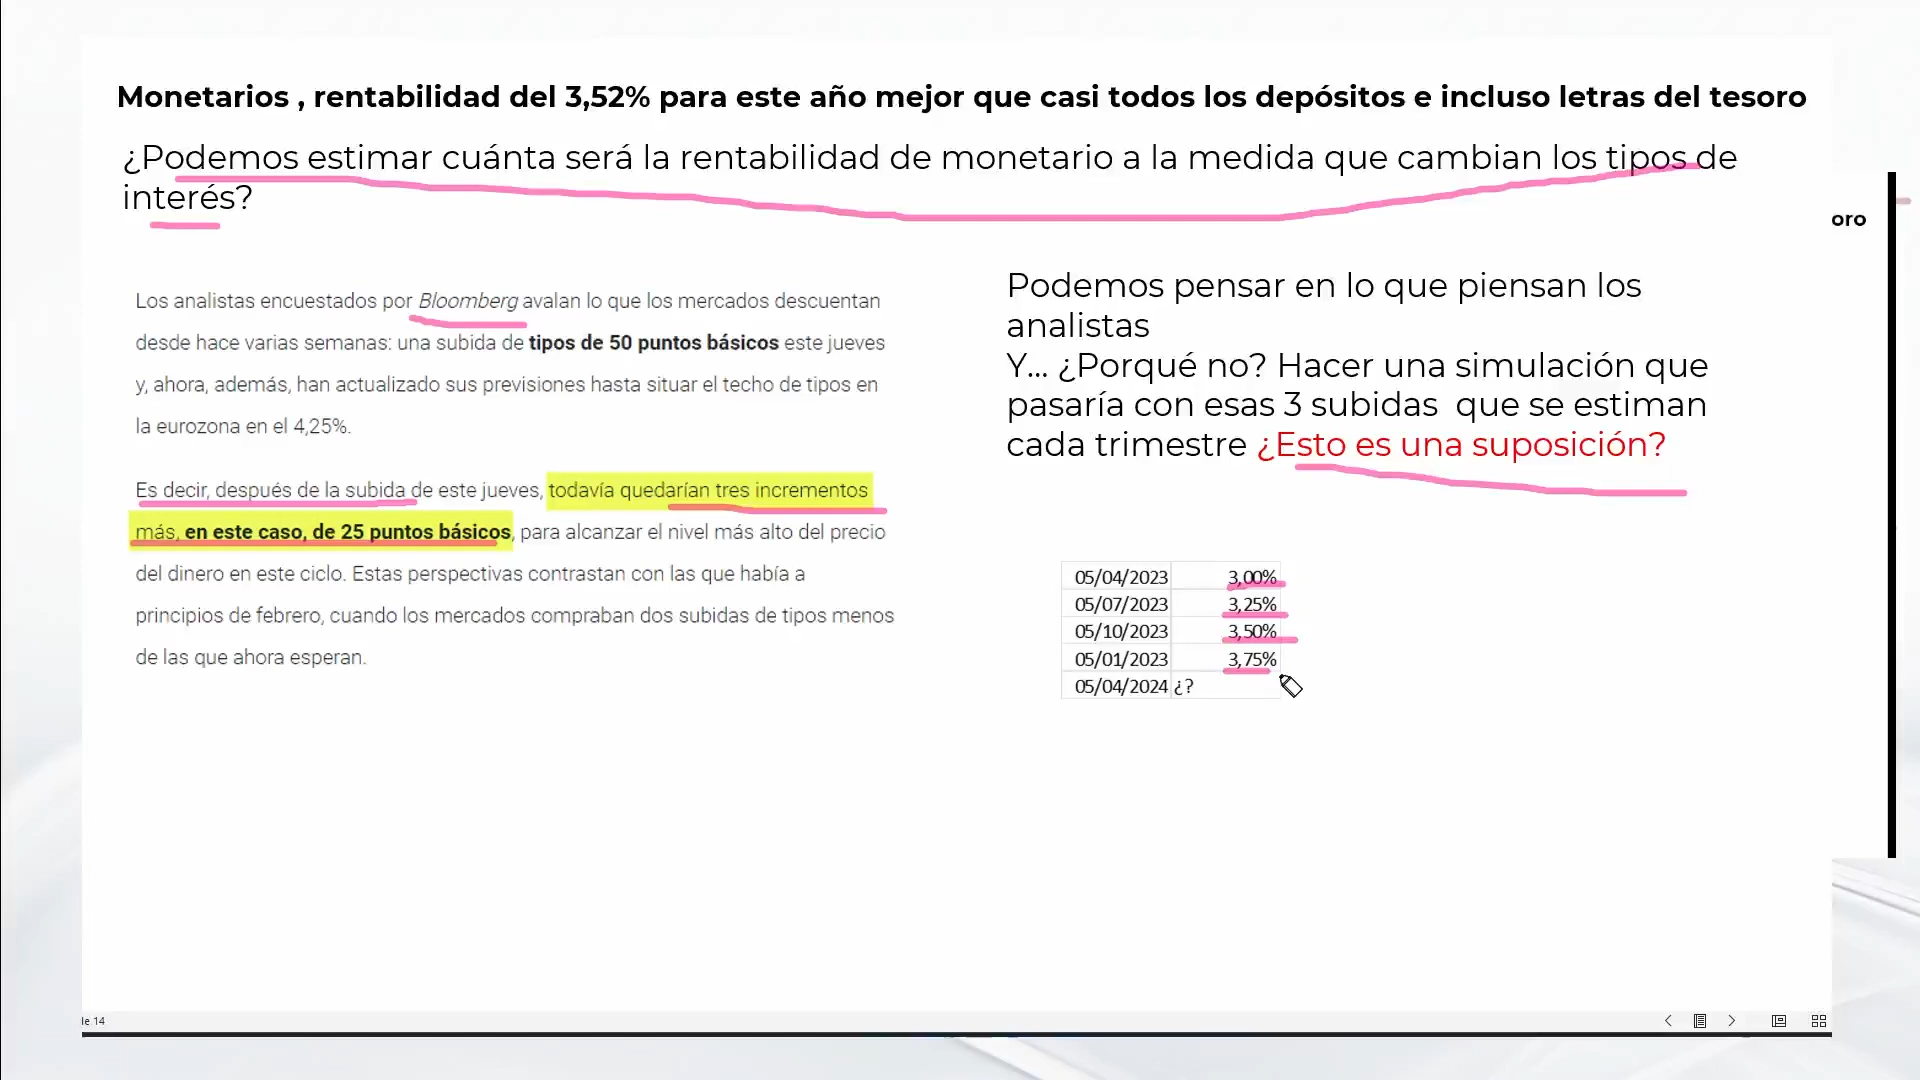 Monetarios , rentabilidad del 3,52% para este año mejor que casi todos los depósitos e incluso letras del tesoro
¿Podemos estimar cuánta será la rentabilidad de monetario a la medida que cambian los tipos de
interés?
oro
Los analistas encuestados por Bloomberg avalan lo que los mercados descuentan
desde hace varias semanas: una subida de tipos de 50 puntos básicos este jueves
y, ahora, además, han actualizado sus previsiones hasta situar el techo de tipos en
la eurozona en el 4,25%.
Es decir, después de la subida de este jueves, todavía quedarían tres incrementos
más, en este caso, de 25 puntos básicos, para alcanzar el nivel más alto del precio
del dinero en este ciclo. Estas perspectivas contrastan con las que había a
principios de febrero, cuando los mercados compraban dos subidas de tipos menos
de las que ahora esperan.
Podemos pensar en lo que piensan los
analistas
Y... ¿Porqué no? Hacer una simulación que
pasaría con esas 3 subidas que se estiman
cada trimestre ¿Esto es una suposición?
05/04/2023 3,00%
05/07/2023 3,25%
05/10/2023 3,50%
05/01/2023 3,75%
05/04/2024 ¿?
le 14